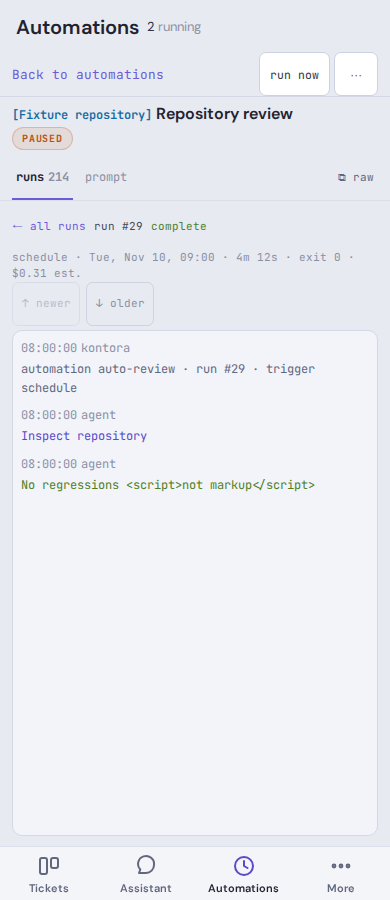 Automations 2 running
Back to automations
run now
...
[Fixture repository] Repository review
PAUSED
runs 214
prompt
raw
← all runs run #29 complete
schedule · Tue, Nov 10, 09:00 · 4m 12s · exit 0 ·
$0.31 est.
↑ newer
↓ older
08:00:00 kontora
automation auto-review · run #29 · trigger
schedule
08:00:00 agent
Inspect repository
08:00:00 agent
No regressions <script>not markup</script>
Tickets
Assistant
Automations
More